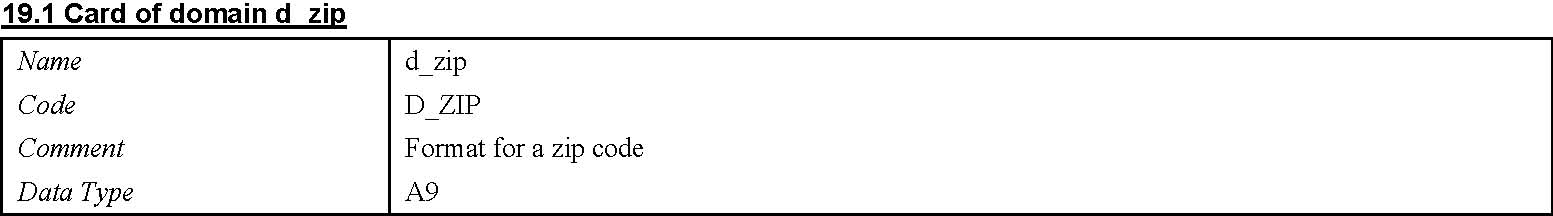 19.1 Card of domain d_zip
Name d_zip
Code D_ZIP
Comment Format for a zip code
Data Type A9